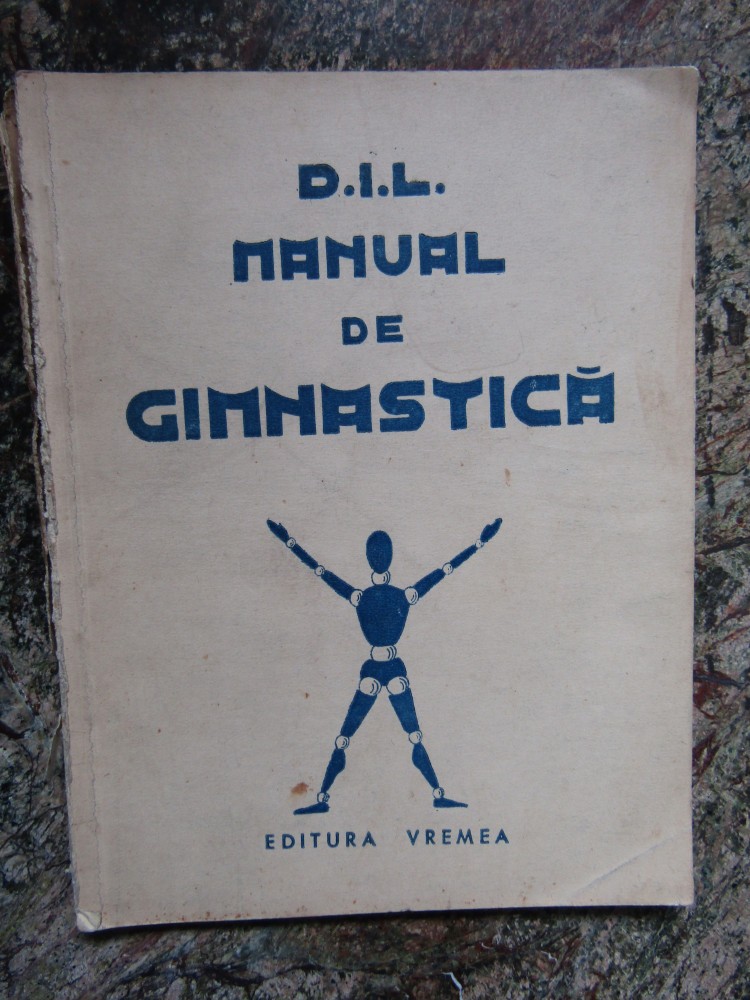 D.I.L.
MANUAL
DE
GIMNASTICĂ
EDITURA VREMEA